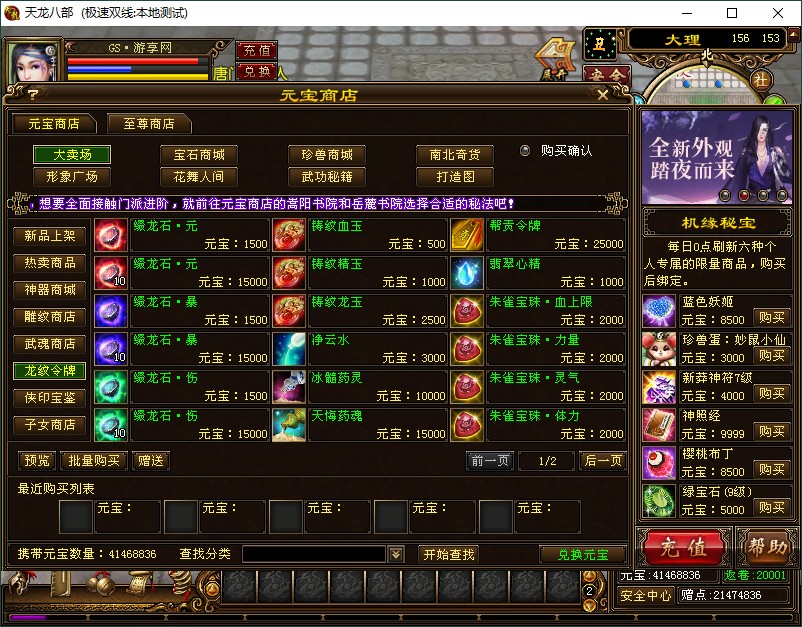 天龙八部 (极速双线:本地测试)
GS·游享网
充值
兑换
唐门
人
展开
丑
安全
大理 156 153
北
社
? 元宝商店
元宝商店 至尊商店
大卖场 宝石商城 珍兽商城 南北奇货 购买确认
形象广场 花舞人间 武功秘籍 打造图
，想要全面接触门派进阶，就前往元宝商店的嵩阳书院和岳麓书院选择合适的秘法吧！
新品上架
热卖商品
神器商城
雕纹商店
武魂商店
龙纹令牌
侠印宝鉴
子女商店
缀龙石·元
元宝：1500
铸纹血玉
元宝：500
帮贡令牌
元宝：25000
10
缀龙石·元
元宝：15000
铸纹精玉
元宝：1000
翡翠心精
元宝：1000
缀龙石·暴
元宝：1500
铸纹龙玉
元宝：2500
朱雀宝珠·血上限
元宝：2000
10
缀龙石·暴
元宝：15000
净云水
元宝：3000
朱雀宝珠·力量
元宝：2000
缀龙石·伤
元宝：1500
冰髓药灵
元宝：10000
朱雀宝珠·灵气
元宝：2000
10
缀龙石·伤
元宝：15000
天悔药魂
元宝：15000
朱雀宝珠·体力
元宝：2000
预览 批量购买 赠送 前一页 1/2 后一页
最近购买列表
元宝： 元宝： 元宝： 元宝： 元宝：
携带元宝数量：41468836 查找分类 开始查找 兑换元宝
全新外观
踏夜而来
机缘秘宝
每日0点刷新六种个
人专属的限量商品，购买
后绑定。
蓝色妖姬
元宝：8500 购买
珍兽蛋：妙鼠小仙
元宝：3000 购买
新莽神符7级
元宝：4000 购买
神照经
元宝：9999 购买
樱桃布丁
元宝：8500 购买
绿宝石(9级)
元宝：5000 购买
充值 帮助
2
元宝:41468836 返卷:20001
安全中心 赠点:21474836